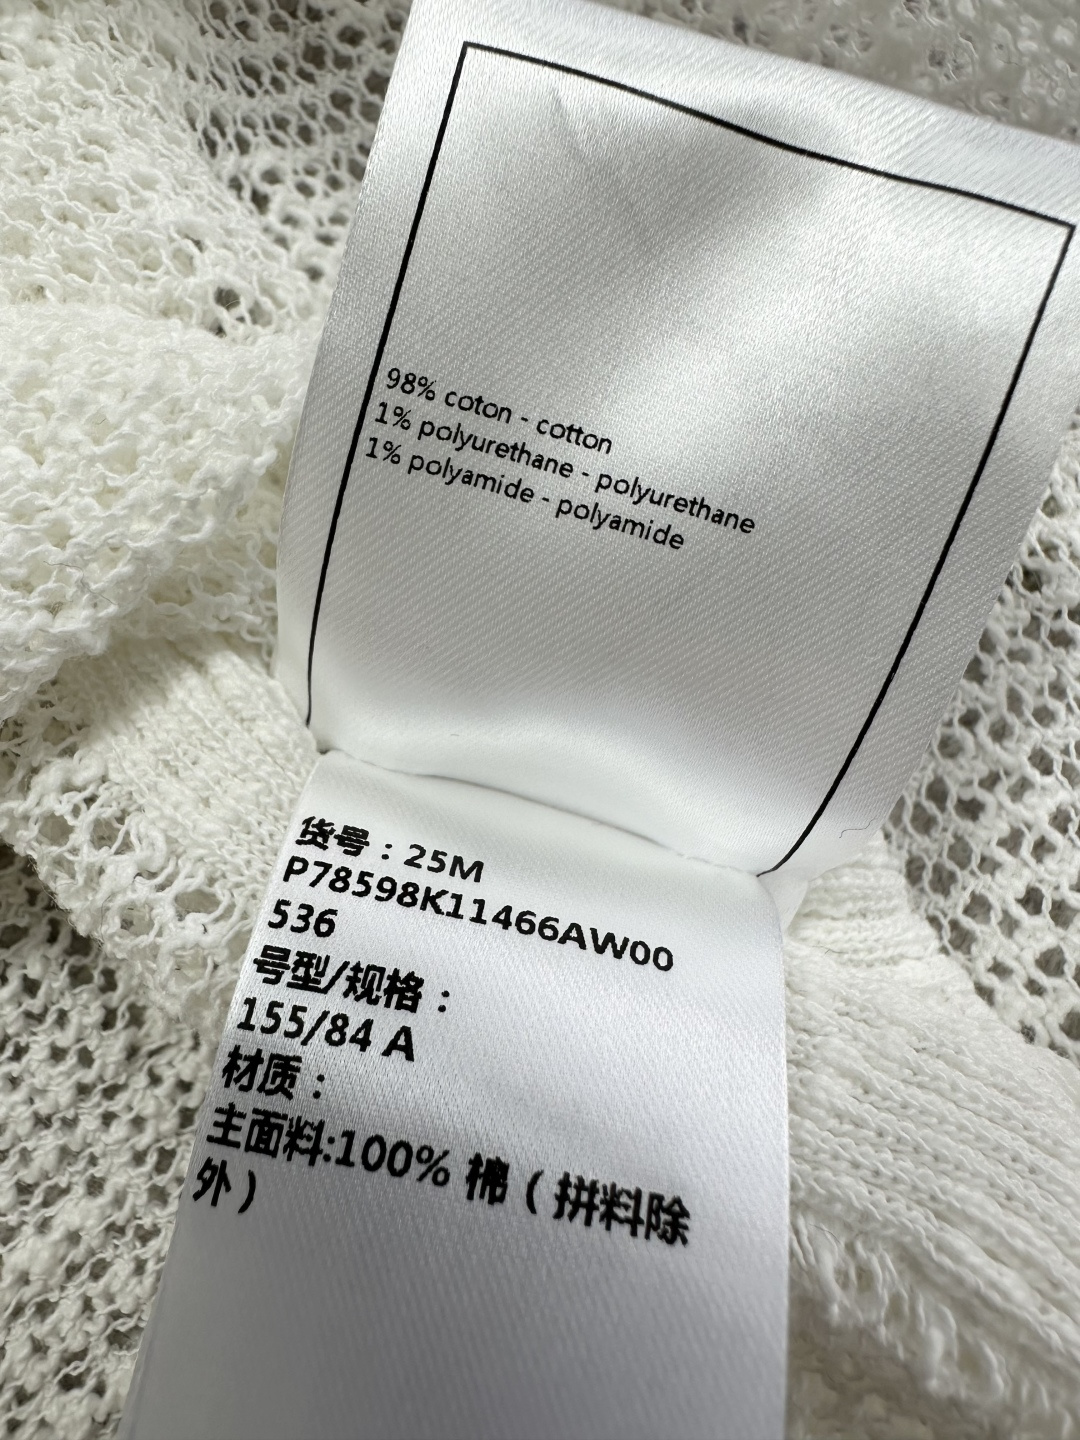 98% coton - cotton
1% polyurethane - polyurethane
1% polyamide - polyamide
货号：25M
P78598K11466AW00
536
号型/规格：
155/84 A
材质：
主面料:100% 棉（拼料除
外）